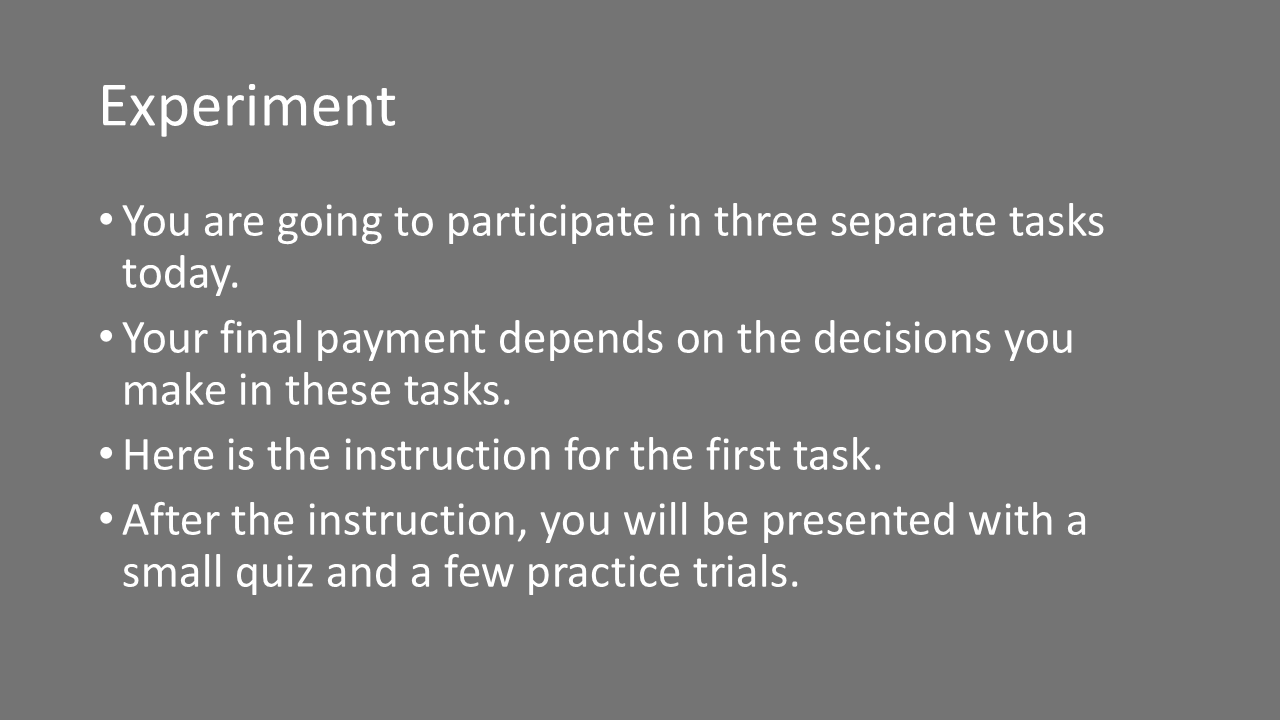 Experiment
• You are going to participate in three separate tasks
today.
• Your final payment depends on the decisions you
make in these tasks.
• Here is the instruction for the first task.
• After the instruction, you will be presented with a
small quiz and a few practice trials.